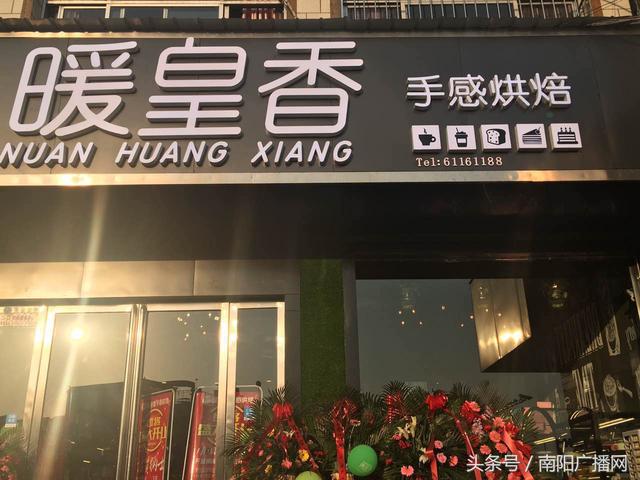 暖皇香
NUAN HUANG XIANG
手感烘焙
Tel:61161188
头条号 / 南阳广播网